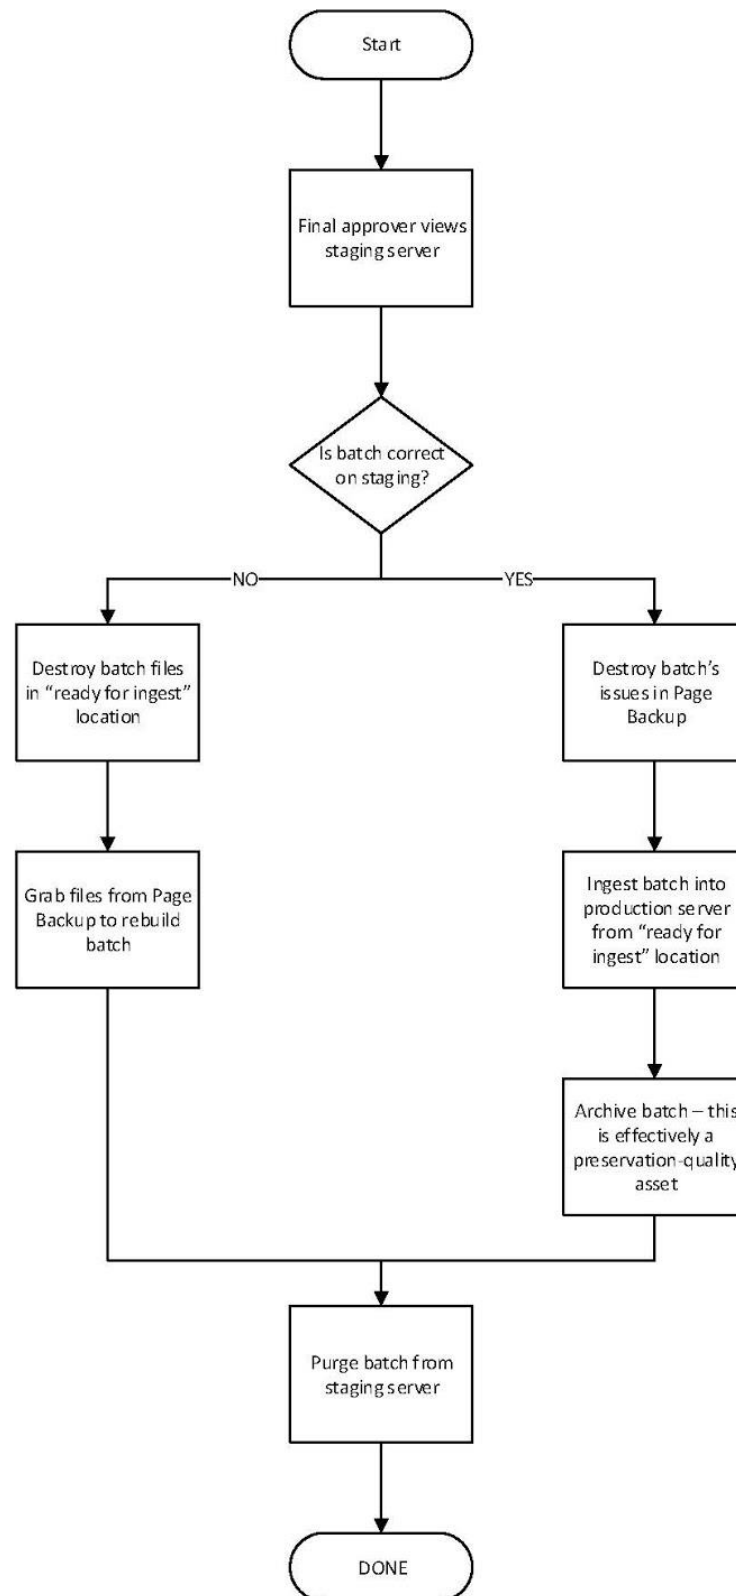 Start
Final approver views
staging server
Is batch correct
on staging?
NO
YES
Destroy batch files
in “ready for ingest”
location
Destroy batch’s
issues in Page
Backup
Grab files from Page
Backup to rebuild
batch
Ingest batch into
production server
from “ready for
ingest” location
Archive batch – this
is effectively a
preservation-quality
asset
Purge batch from
staging server
DONE